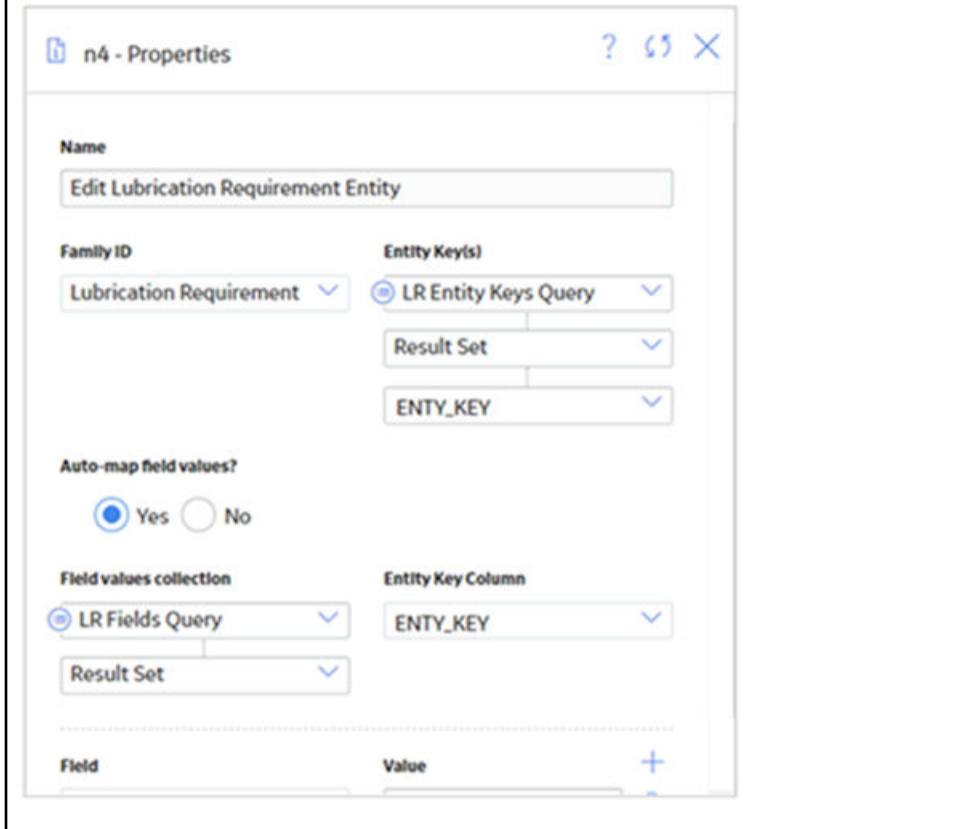 n4 - Properties
?
Name
Edit Lubrication Requirement Entity
Family ID
Entity Key(s)
Lubrication Requirement
LR Entity Keys Query
Result Set
ENTY_KEY
Auto-map field values?
Yes No
Field values collection
Entity Key Column
LR Fields Query
ENTY_KEY
Result Set
Field
Value